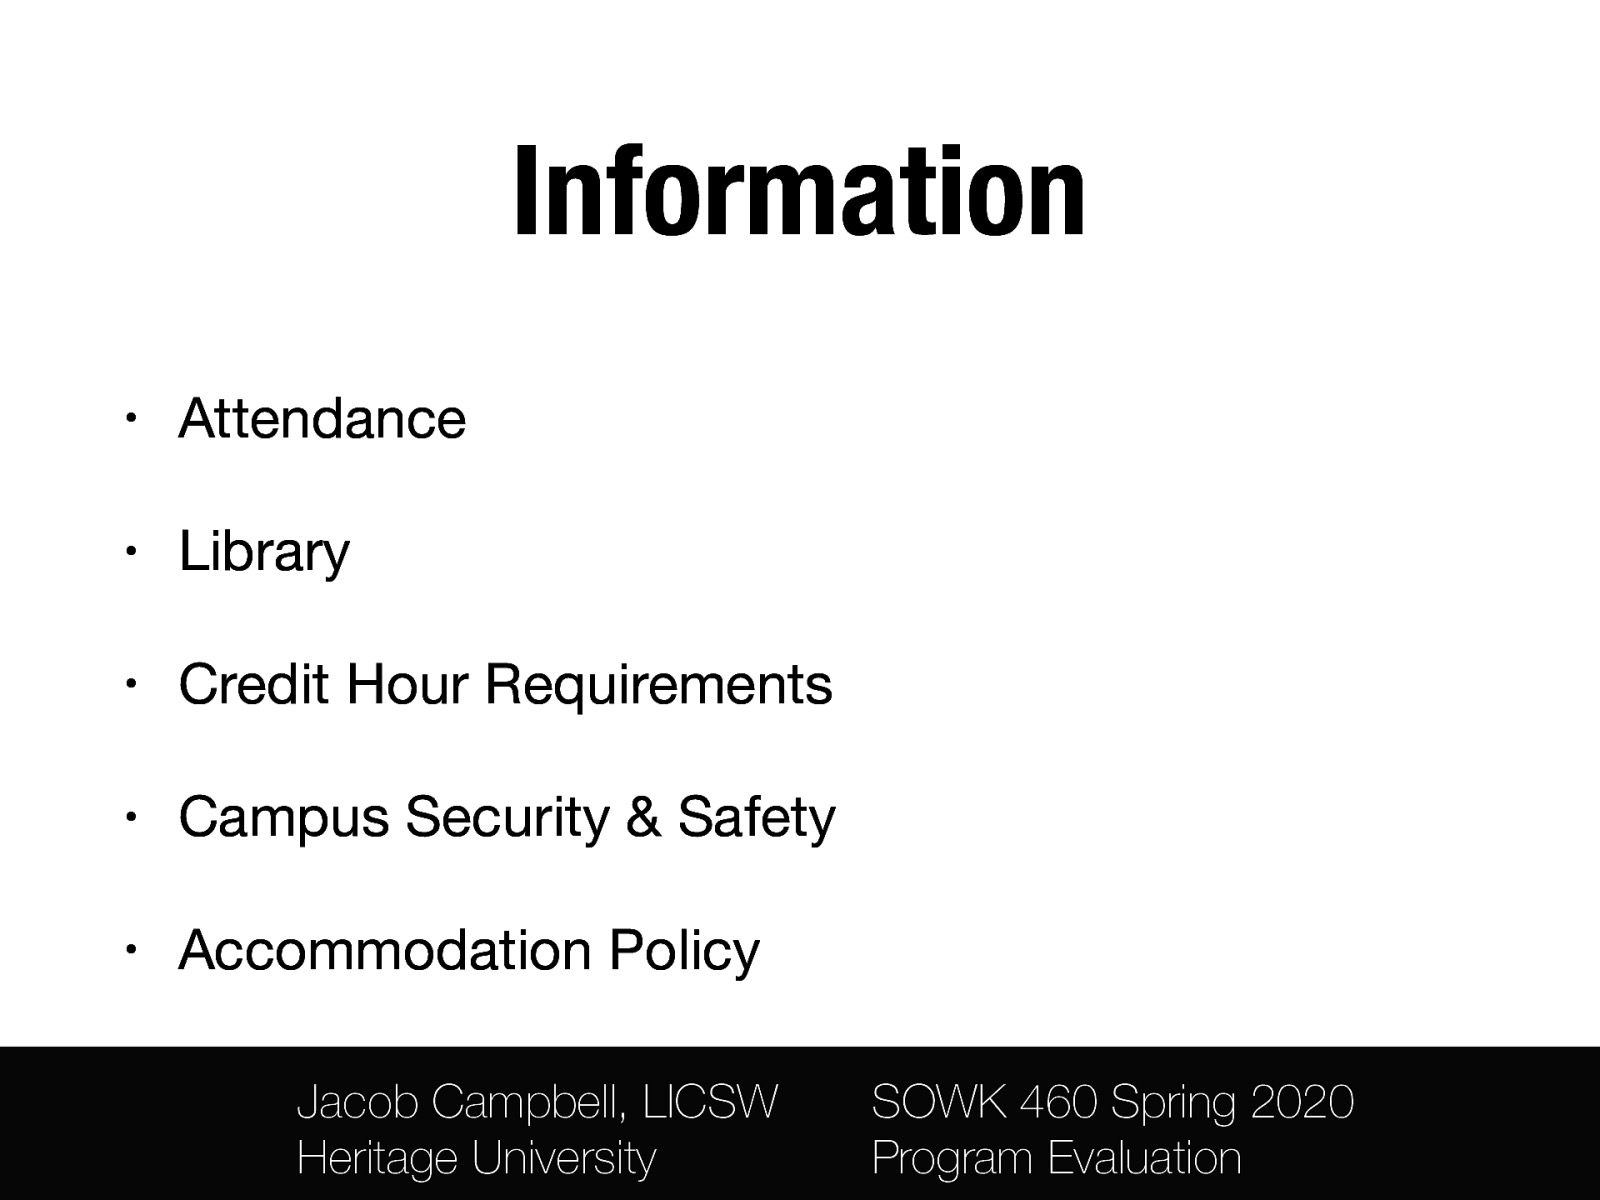 Information
• Attendance
• Library
• Credit Hour Requirements
• Campus Security & Safety
• Accommodation Policy
Jacob Campbell, LICSW
Heritage University
SOWK 460 Spring 2020
Program Evaluation